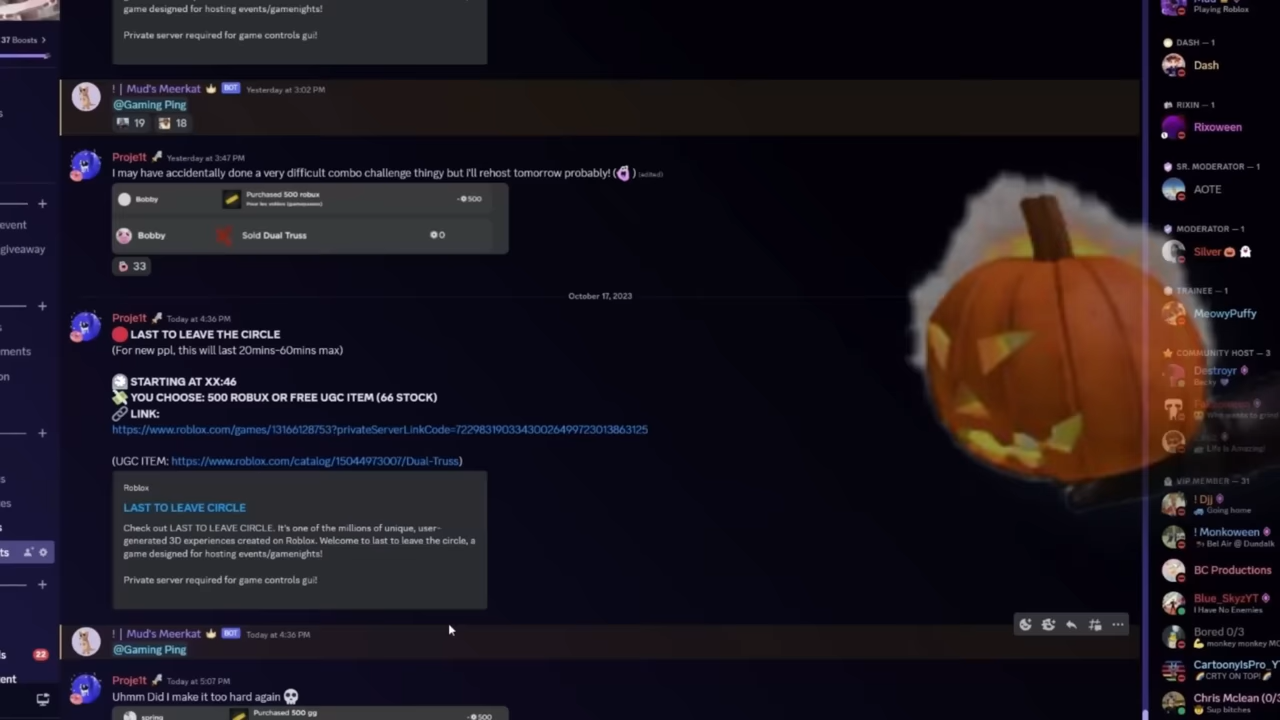 game designed for hosting events/gamenights!
Private server required for game controls gui!
37 Boosts
! | Mud's Meerkat BOT Yesterday at 3:02 PM
@Gaming Ping
19 18
Proje1t Yesterday at 3:47 PM
I may have accidentally done a very difficult combo challenge thingy but I'll rehost tomorrow probably! ( ) (edited)
Bobby Purchased 500 robux -500
Bobby Sold Dual Truss 0
33
October 17, 2023
Proje1t Today at 4:36 PM
LAST TO LEAVE THE CIRCLE
(For new ppl, this will last 20mins-60mins max)
STARTING AT XX:46
YOU CHOOSE: 500 ROBUX OR FREE UGC ITEM (66 STOCK)
LINK:
https://www.roblox.com/games/13166128753?privateServerLinkCode=72298319033430026499723013863125
(UGC ITEM: https://www.roblox.com/catalog/15044973007/Dual-Truss)
Roblox
LAST TO LEAVE CIRCLE
Check out LAST TO LEAVE CIRCLE. It's one of the millions of unique, user-
generated 3D experiences created on Roblox. Welcome to last to leave the circle, a
game designed for hosting events/gamenights!
Private server required for game controls gui!
! | Mud's Meerkat BOT Today at 4:36 PM
@Gaming Ping
Proje1t Today at 5:07 PM
Uhmm Did I make it too hard again
spring Purchased 500 gg -500
event
giveaway
ments
on
es
ts
22
ent
Playing Roblox
DASH — 1
Dash
RIXIN — 1
Rixoween
SR. MODERATOR — 1
AOTE
MODERATOR — 1
Silver
TRAINEE — 1
MeowyPuffy
COMMUNITY HOST — 3
Destroyr
Becky
Life is Amazing!
VIP MEMBER — 31
! Djj
Going home
! Monkoween
Bel Air @ Dundalk
BC Productions
Blue_SkyzYT
I Have No Enemies
Bored 0/3
monkey monkey MO
CartoonyIsPro_Y
CRTY ON TOP!
Chris Mclean (0/3
Sup bitches